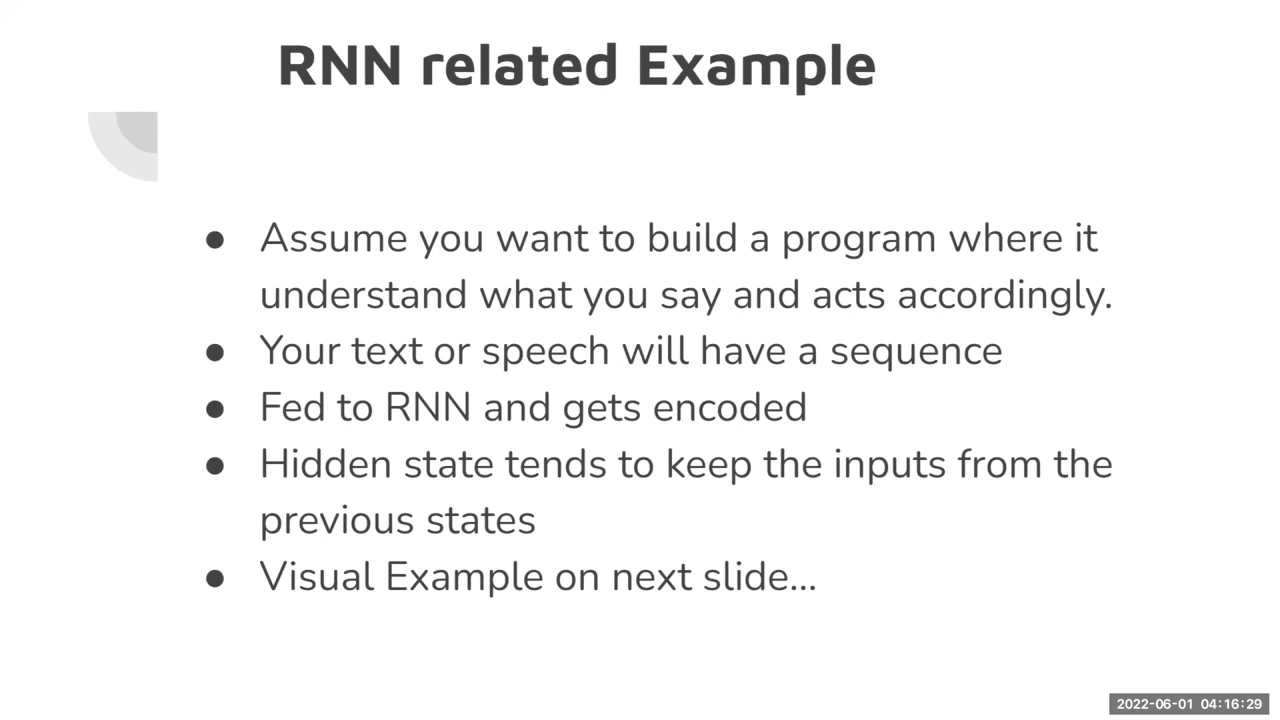 RNN related Example
● Assume you want to build a program where it
understand what you say and acts accordingly.
● Your text or speech will have a sequence
● Fed to RNN and gets encoded
● Hidden state tends to keep the inputs from the
previous states
● Visual Example on next slide...
2022-06-01 04:16:29